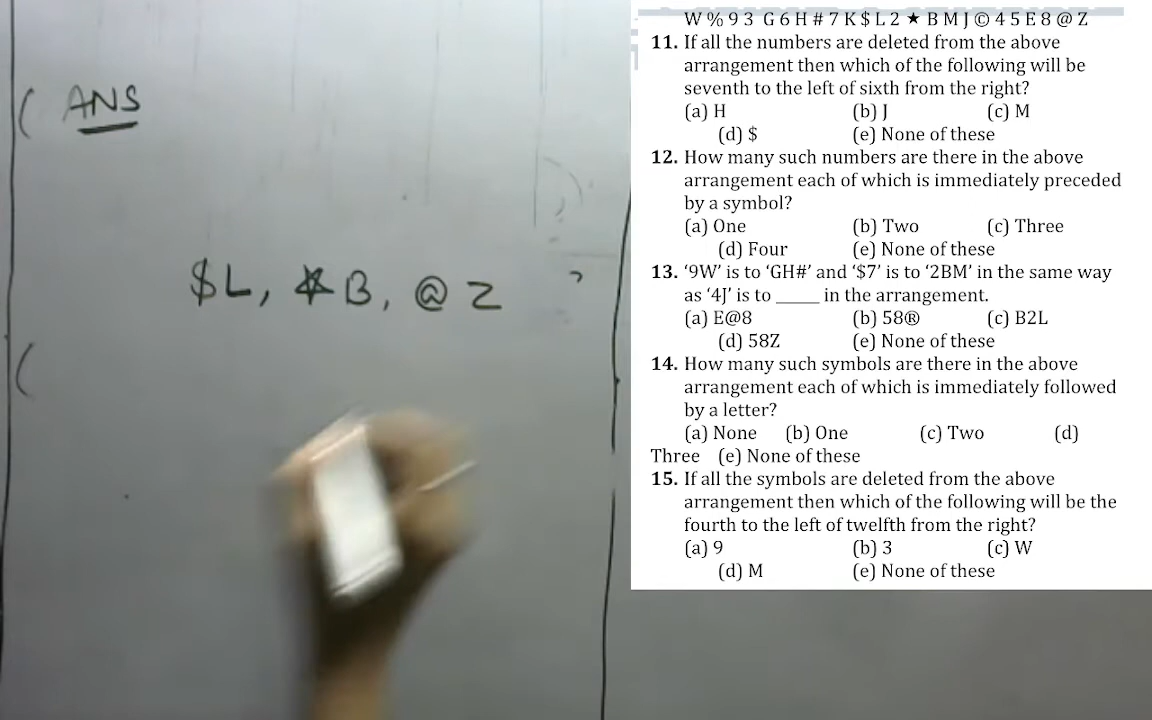 ( ANS
$L, ★B, @ Z
(
W % 9 3 G 6 H # 7 K $ L 2 ★ B M J © 4 5 E 8 @ Z
11. If all the numbers are deleted from the above
arrangement then which of the following will be
seventh to the left of sixth from the right?
(a) H (b) J (c) M
(d) $ (e) None of these
12. How many such numbers are there in the above
arrangement each of which is immediately preceded
by a symbol?
(a) One (b) Two (c) Three
(d) Four (e) None of these
13. ‘9W’ is to ‘GH#’ and ‘$7’ is to ‘2BM’ in the same way
as ‘4J’ is to _____ in the arrangement.
(a) E@8 (b) 58® (c) B2L
(d) 58Z (e) None of these
14. How many such symbols are there in the above
arrangement each of which is immediately followed
by a letter?
(a) None (b) One (c) Two (d)
Three (e) None of these
15. If all the symbols are deleted from the above
arrangement then which of the following will be the
fourth to the left of twelfth from the right?
(a) 9 (b) 3 (c) W
(d) M (e) None of these